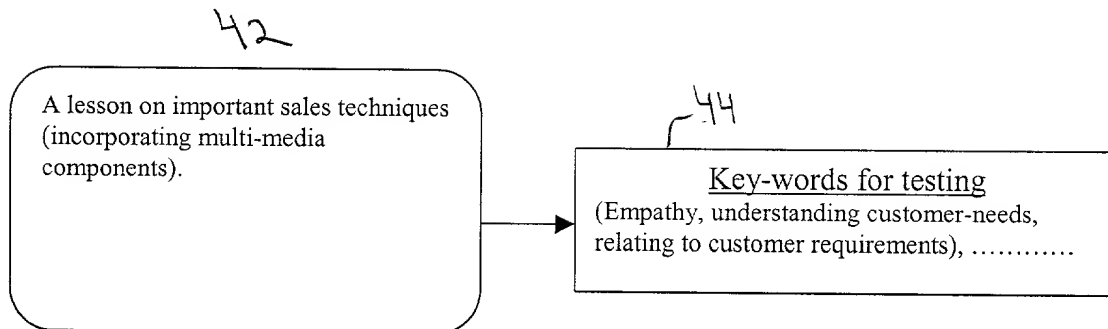 42
A lesson on important sales techniques
(incorporating multi-media
components).
44
Key-words for testing
(Empathy, understanding customer-needs,
relating to customer requirements), ............